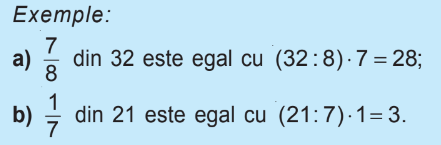 Exemple:
a) 7/8 din 32 este egal cu (32 : 8) · 7 = 28;
b) 1/7 din 21 este egal cu (21 : 7) · 1 = 3.